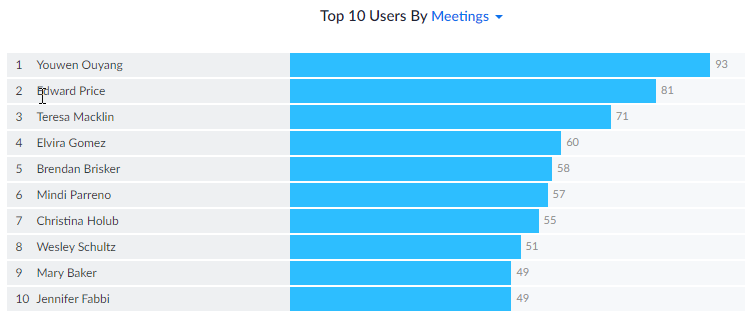 Top 10 Users By Meetings
1 Youwen Ouyang 93
2 Edward Price 81
3 Teresa Macklin 71
4 Elvira Gomez 60
5 Brendan Brisker 58
6 Mindi Parreno 57
7 Christina Holub 55
8 Wesley Schultz 51
9 Mary Baker 49
10 Jennifer Fabbi 49